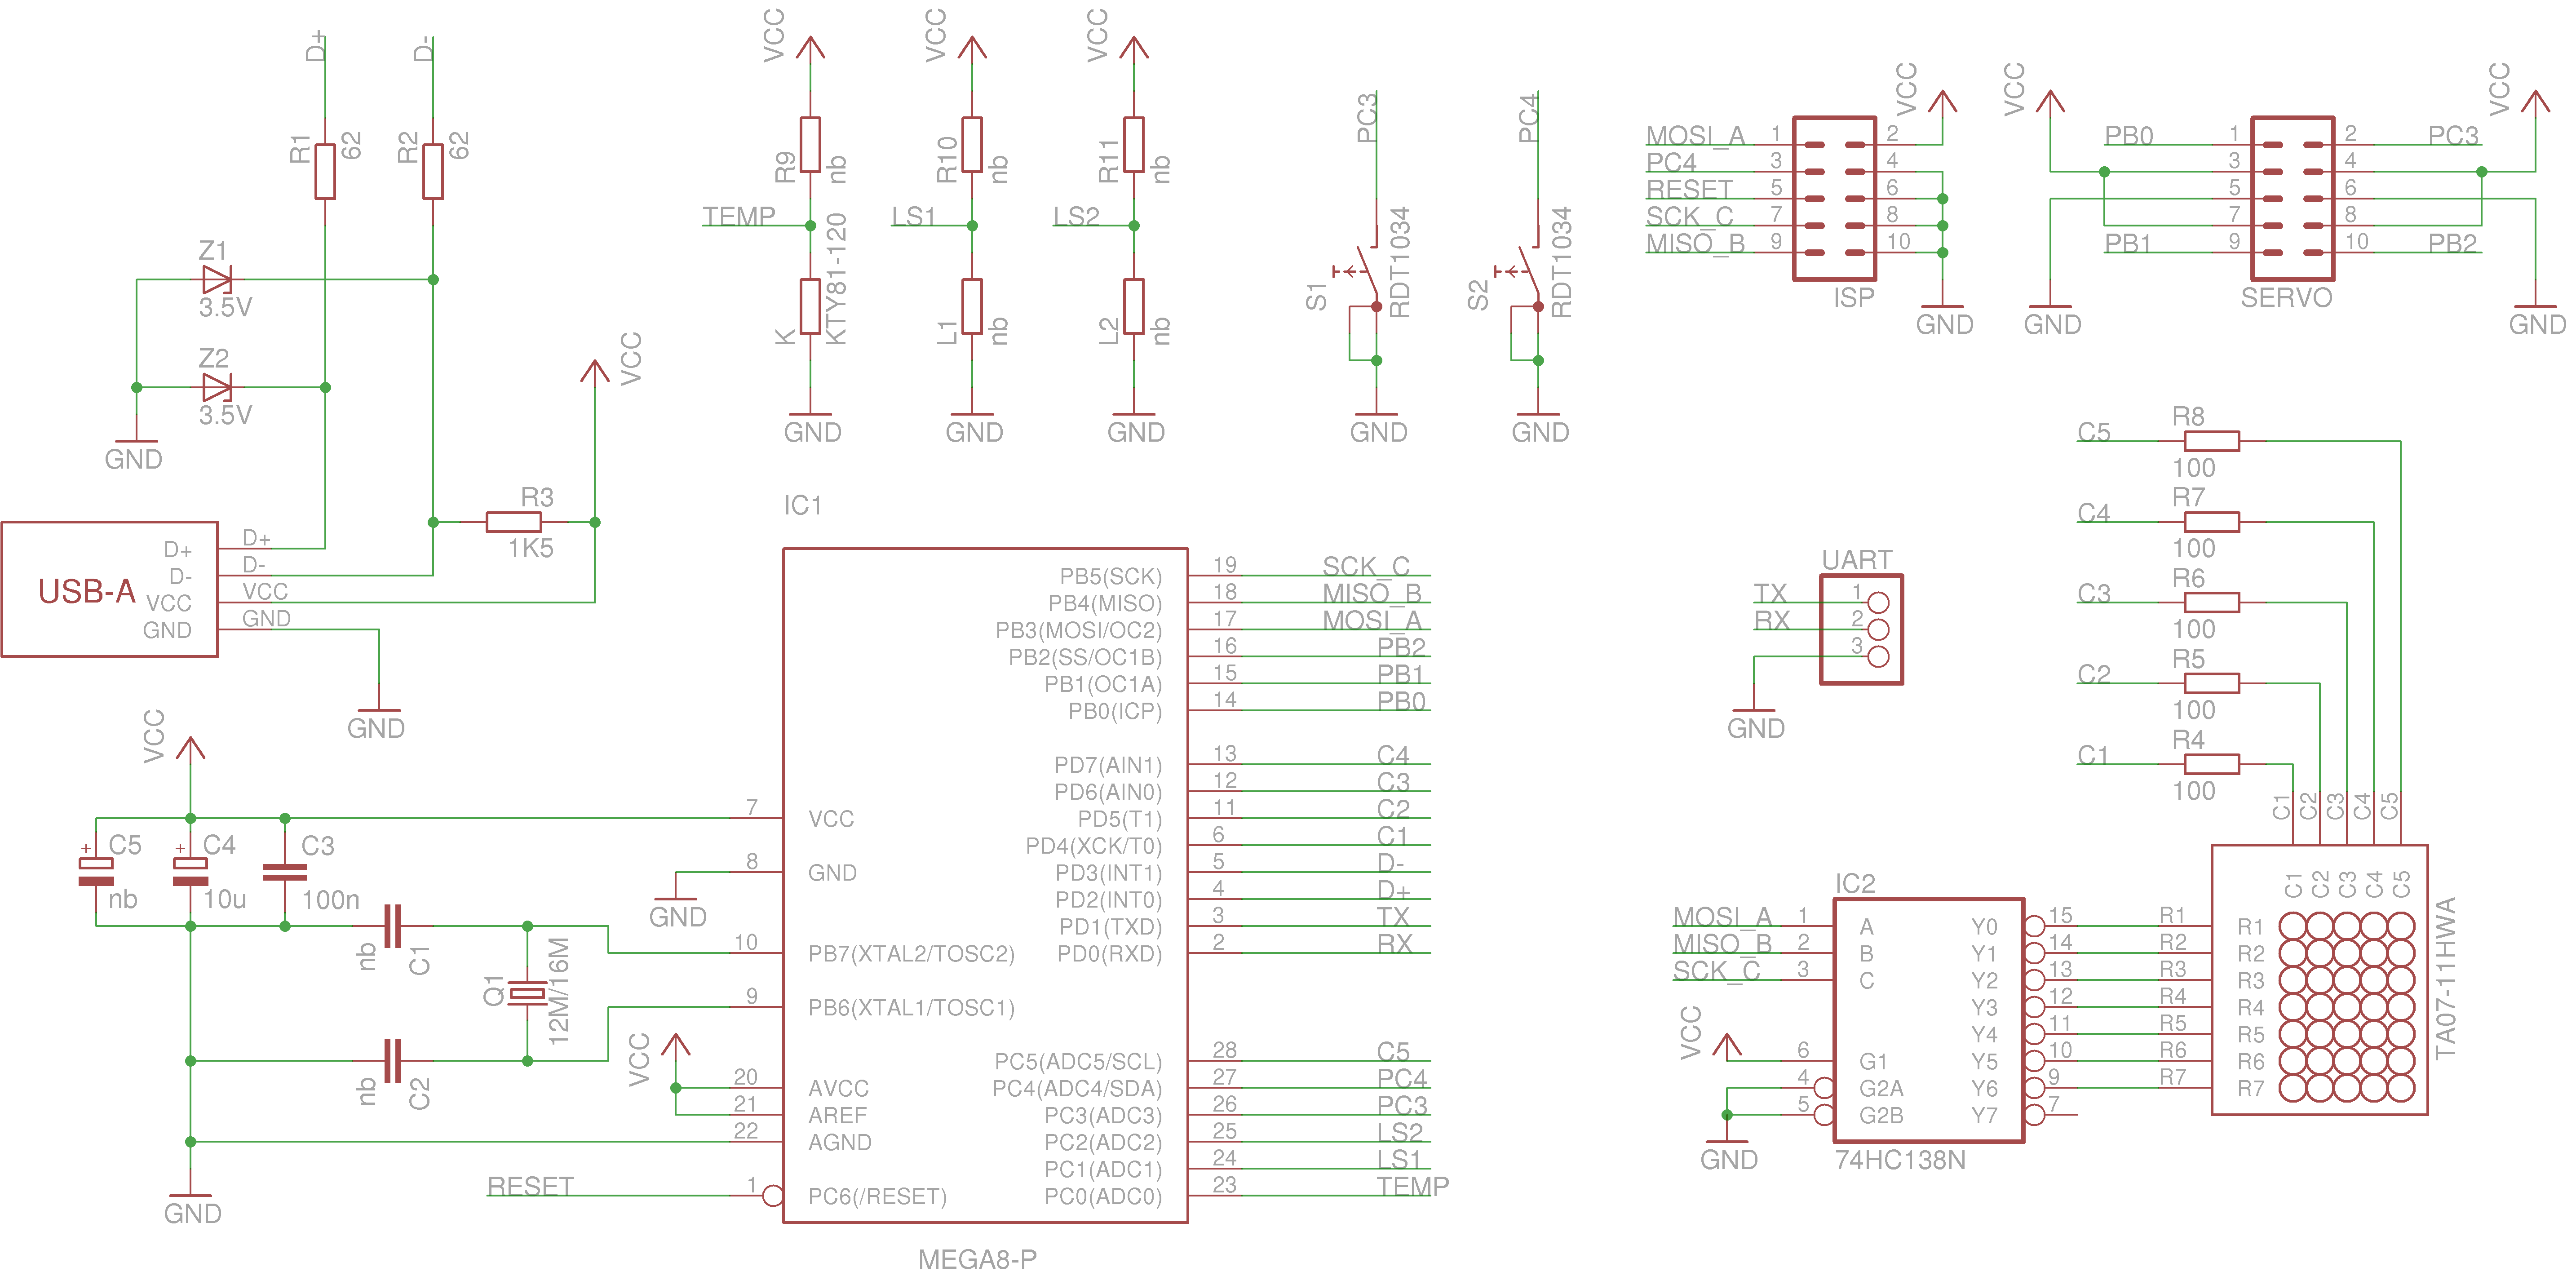 D+
R1
62
D-
R2
62
Z1
3.5V
Z2
3.5V
GND
VCC
R3
1K5
USB-A
D+
D-
VCC
GND
D+
D-
VCC
GND
GND
VCC
R9
nb
TEMP
K
KTY81-120
GND
VCC
R10
nb
LS1
L1
nb
GND
VCC
R11
nb
LS2
L2
nb
GND
PC3
S1
RDT1034
GND
PC4
S2
RDT1034
GND
MOSI_A 1 2
PC4 3 4
RESET 5 6
SCK_C 7 8
MISO_B 9 10
ISP
VCC
GND
VCC
GND
PB0 1 2 PC3
3 4
5 6
7 8
PB1 9 10 PB2
SERVO
VCC
GND
C5 R8
100
C4 R7
100
C3 R6
100
C2 R5
100
C1 R4
100
UART
TX 1
RX 2
3
GND
VCC
+ C5
nb
+ C4
10u
C3
100n
nb
C1
nb
C2
Q1
12M/16M
GND
IC1
7 VCC
8 GND
GND
10 PB7(XTAL2/TOSC2)
9 PB6(XTAL1/TOSC1)
VCC
20 AVCC
21 AREF
22 AGND
RESET 1 PC6(/RESET)
PB5(SCK) 19 SCK_C
PB4(MISO) 18 MISO_B
PB3(MOSI/OC2) 17 MOSI_A
PB2(SS/OC1B) 16 PB2
PB1(OC1A) 15 PB1
PB0(ICP) 14 PB0
PD7(AIN1) 13 C4
PD6(AIN0) 12 C3
PD5(T1) 11 C2
PD4(XCK/T0) 6 C1
PD3(INT1) 5 D-
PD2(INT0) 4 D+
PD1(TXD) 3 TX
PD0(RXD) 2 RX
PC5(ADC5/SCL) 28 C5
PC4(ADC4/SDA) 27 PC4
PC3(ADC3) 26 PC3
PC2(ADC2) 25 LS2
PC1(ADC1) 24 LS1
PC0(ADC0) 23 TEMP
MEGA8-P
IC2
MOSI_A 1 A
MISO_B 2 B
SCK_C 3 C
VCC
6 G1
4 G2A
5 G2B
GND
Y0 15 R1
Y1 14 R2
Y2 13 R3
Y3 12 R4
Y4 11 R5
Y5 10 R6
Y6 9 R7
Y7 7
74HC138N
C1 C2 C3 C4 C5
C1 C2 C3 C4 C5
R1
R2
R3
R4
R5
R6
R7
TA07-11HWA